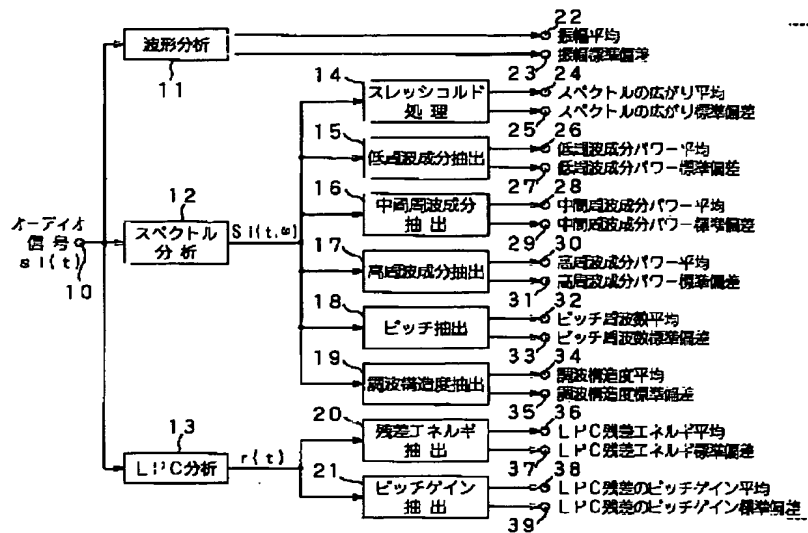 波形分析
11
22
振幅平均
振幅標準偏差
23
14
スレッショルド
処理
24
スペクトルの広がり平均
スペクトルの広がり標準偏差
25
15
低周波成分抽出
26
低周波成分パワー平均
低周波成分パワー標準偏差
27
16
中間周波成分
抽出
28
中間周波成分パワー平均
中間周波成分パワー標準偏差
29
12
スペクトル
分析
Si(t,ω)
オーディオ
信号
si(t)
10
17
高周波成分抽出
30
高周波成分パワー平均
高周波成分パワー標準偏差
31
18
ピッチ抽出
32
ピッチ周波数平均
ピッチ周波数標準偏差
33
19
調波構造度抽出
34
調波構造度平均
調波構造度標準偏差
35
13
LPC分析
r(t)
20
残差エネルギ
抽出
36
LPC残差エネルギ平均
LPC残差エネルギ標準偏差
37
21
ピッチゲイン
抽出
38
LPC残差のピッチゲイン平均
LPC残差のピッチゲイン標準偏差
39